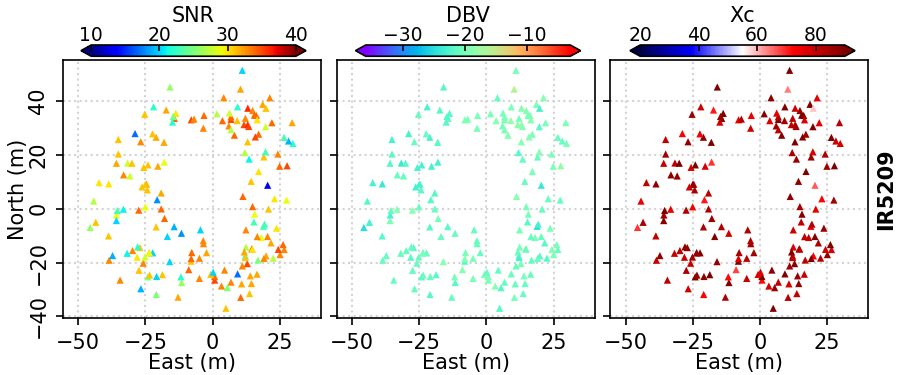 SNR DBV Xc
10 20 30 40 −30 −20 −10 20 40 60 80
40
20
0
−20
−40
North (m)
−50 −25 0 25 −50 −25 0 25 −50 −25 0 25
East (m) East (m) East (m)
IR5209